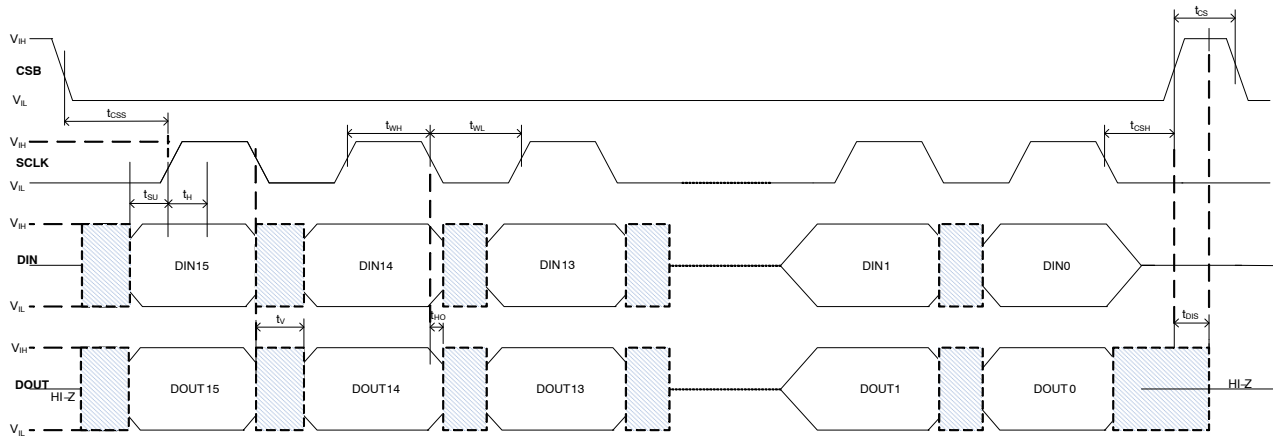 tCS
VIH
CSB
VIL
tCSS
tWH
tWL
tCSH
VIH
SCLK
VIL
tSU
tH
VIH
DIN
DIN15
DIN14
DIN13
DIN1
DIN0
VIL
tV
tHO
tDIS
VIH
DOUT
HI-Z
DOUT15
DOUT14
DOUT13
DOUT1
DOUT0
HI-Z
VIL